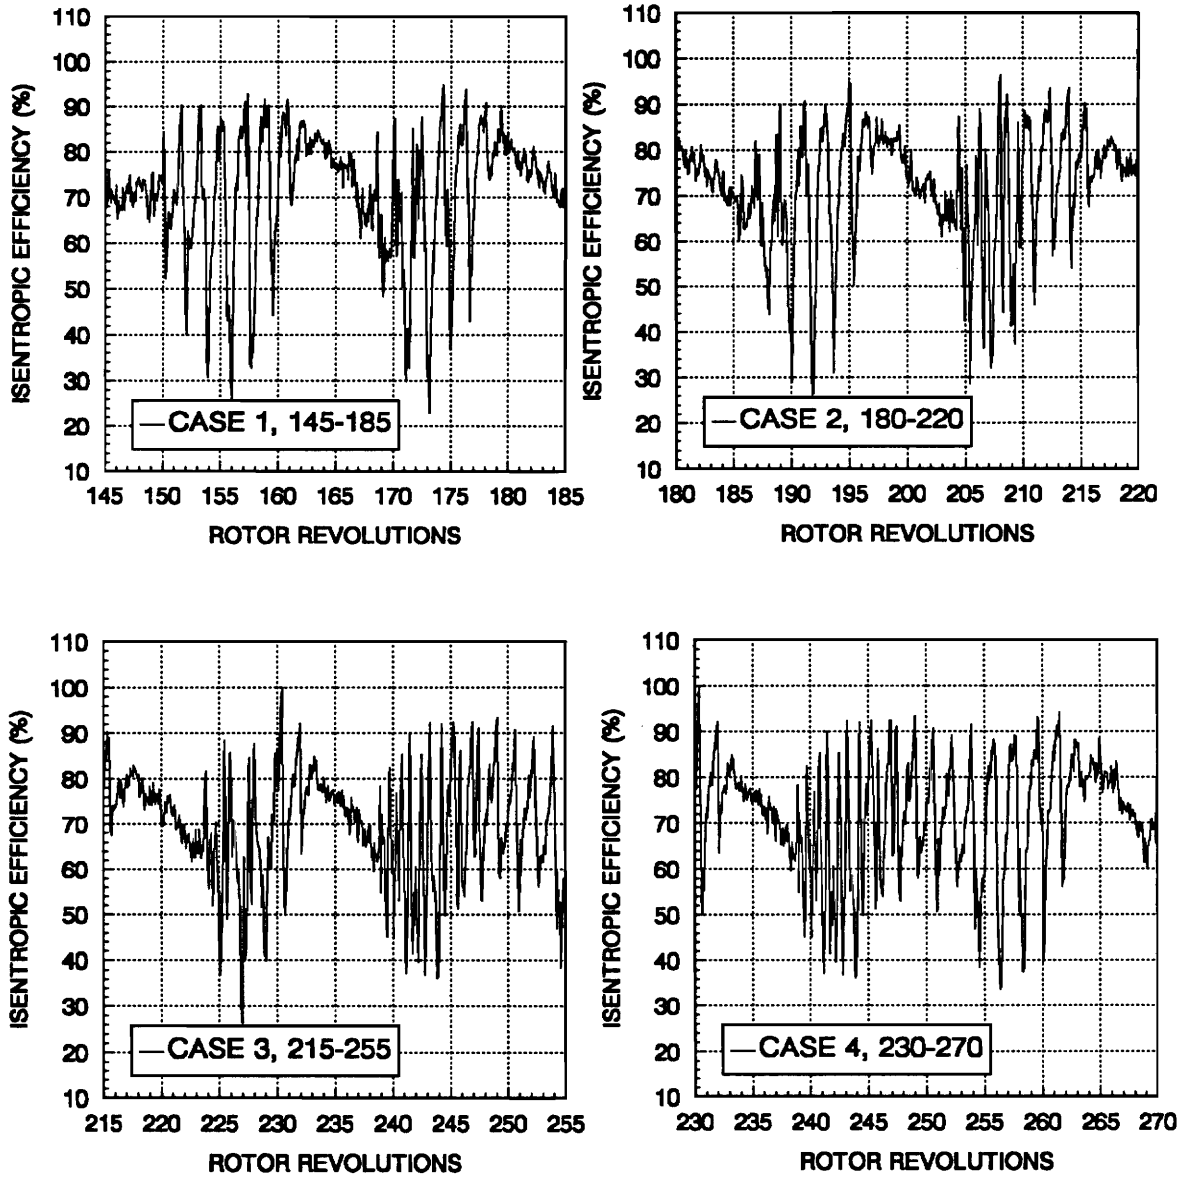 ISENTROPIC EFFICIENCY (%)
110
100
90
80
70
60
50
40
30
20
10
CASE 1, 145-185
145 150 155 160 165 170 175 180 185
ROTOR REVOLUTIONS
ISENTROPIC EFFICIENCY (%)
110
100
90
80
70
60
50
40
30
20
10
CASE 2, 180-220
180 185 190 195 200 205 210 215 220
ROTOR REVOLUTIONS
ISENTROPIC EFFICIENCY (%)
110
100
90
80
70
60
50
40
30
20
10
CASE 3, 215-255
215 220 225 230 235 240 245 250 255
ROTOR REVOLUTIONS
ISENTROPIC EFFICIENCY (%)
110
100
90
80
70
60
50
40
30
20
10
CASE 4, 230-270
230 235 240 245 250 255 260 265 270
ROTOR REVOLUTIONS